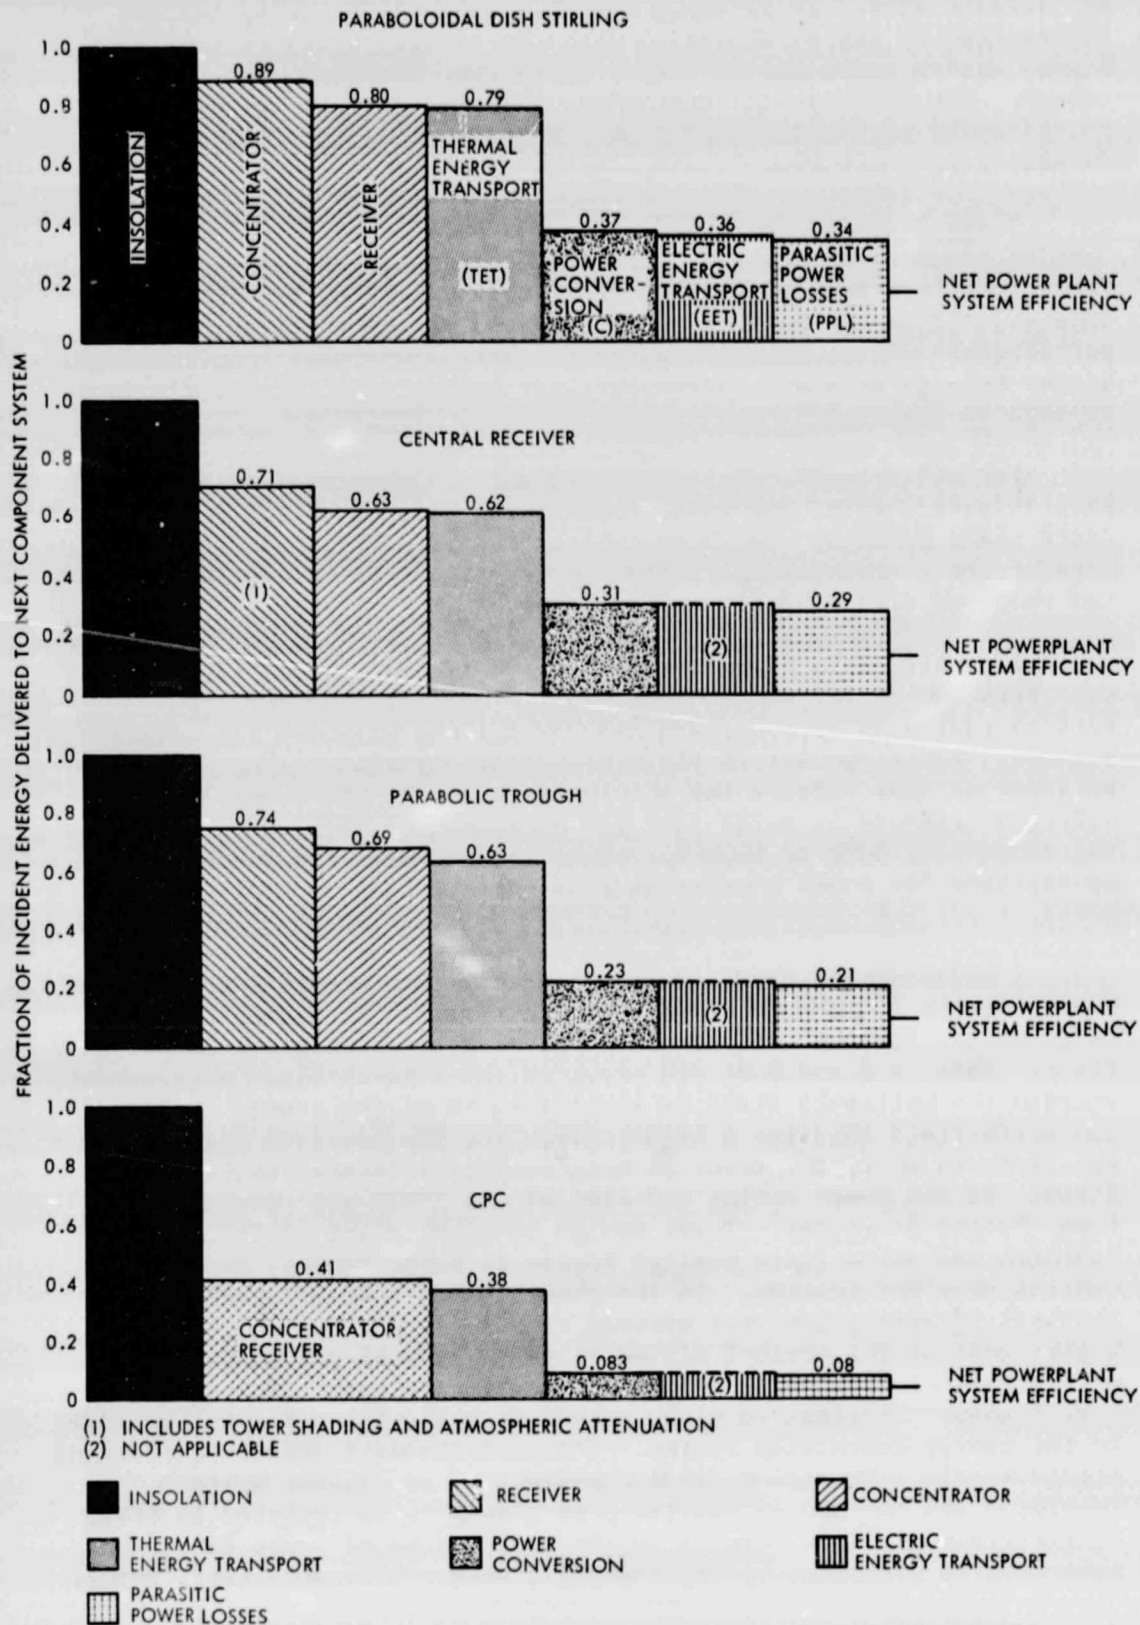 PARABOLOIDAL DISH STIRLING
FRACTION OF INCIDENT ENERGY DELIVERED TO NEXT COMPONENT SYSTEM
1.0
0.8
0.6
0.4
0.2
0
INSOLATION
0.89
CONCENTRATOR
0.80
RECEIVER
0.79
THERMAL
ENERGY
TRANSPORT
(TET)
0.37
POWER
CONVER-
SION
(C)
0.36
ELECTRIC
ENERGY
TRANSPORT
(EET)
0.34
PARASITIC
POWER
LOSSES
(PPL)
NET POWER PLANT
SYSTEM EFFICIENCY
CENTRAL RECEIVER
1.0
0.8
0.6
0.4
0.2
0
0.71
(1)
0.63
0.62
0.31
(2)
0.29
NET POWERPLANT
SYSTEM EFFICIENCY
PARABOLIC TROUGH
1.0
0.8
0.6
0.4
0.2
0
0.74
0.69
0.63
0.23
(2)
0.21
NET POWERPLANT
SYSTEM EFFICIENCY
CPC
1.0
0.8
0.6
0.4
0.2
0
0.41
CONCENTRATOR
RECEIVER
0.38
0.083
(2)
0.08
NET POWERPLANT
SYSTEM EFFICIENCY
(1) INCLUDES TOWER SHADING AND ATMOSPHERIC ATTENUATION
(2) NOT APPLICABLE
INSOLATION
RECEIVER
CONCENTRATOR
THERMAL
ENERGY TRANSPORT
POWER
CONVERSION
ELECTRIC
ENERGY TRANSPORT
PARASITIC
POWER LOSSES